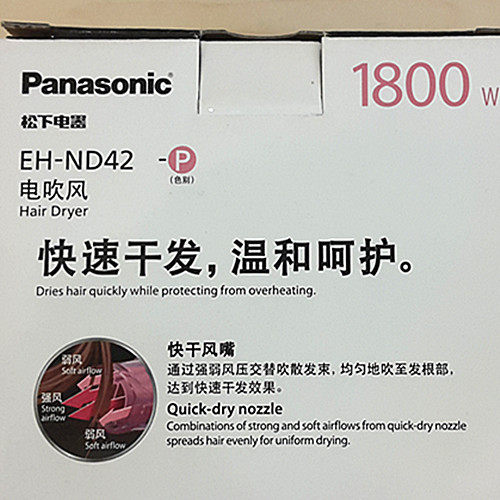 Panasonic
1800 W
松下电器
EH-ND42 -P
(色别)
电吹风
Hair Dryer
快速干发，温和呵护。
Dries hair quickly while protecting from overheating.
弱风
Soft airflow
强风
Strong
airflow
弱风
Soft airflow
快干风嘴
通过强弱风压交替吹散发束，均匀地吹至发根部，
达到快速干发效果。
Quick-dry nozzle
Combinations of strong and soft airflows from quick-dry nozzle
spreads hair evenly for uniform drying.